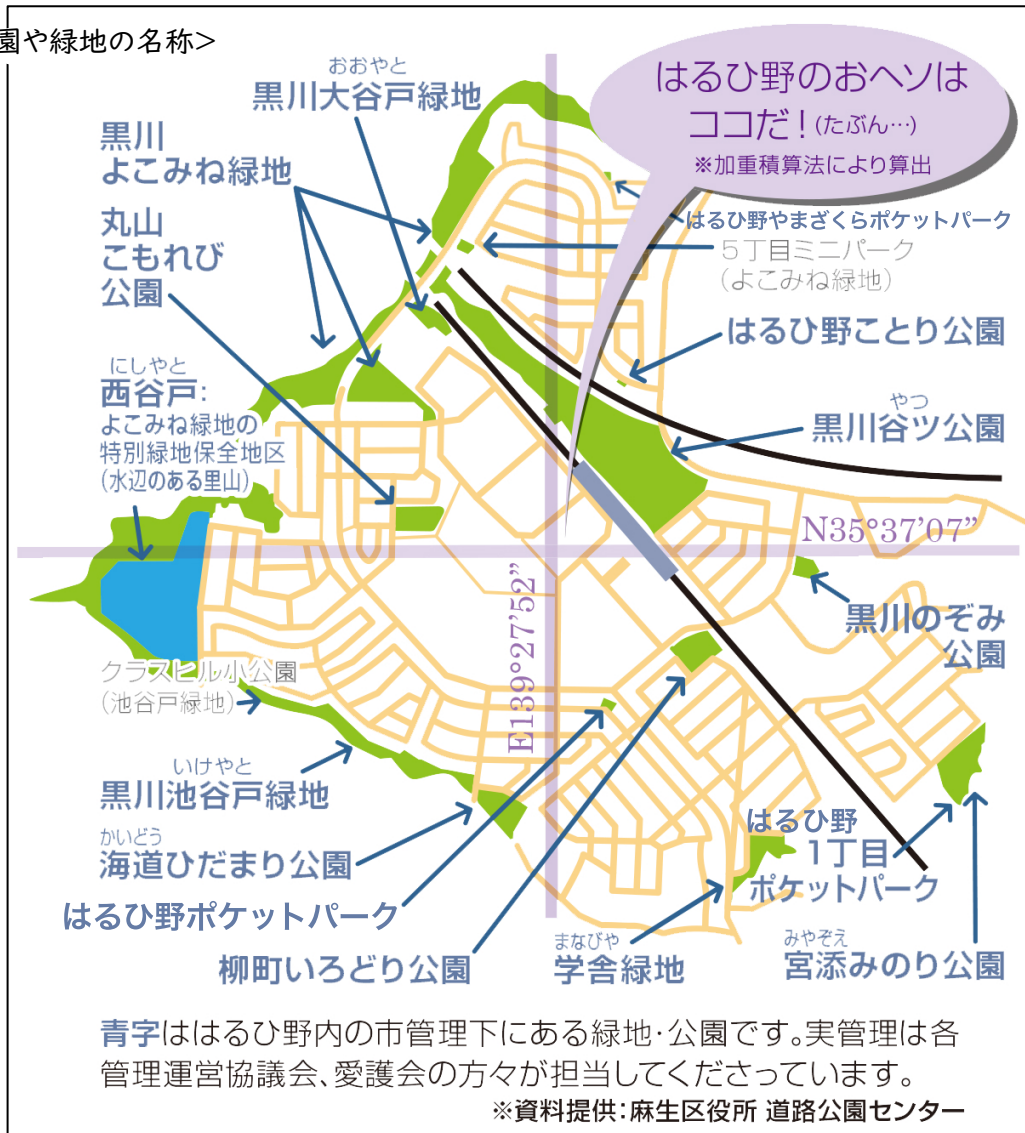 園や緑地の名称>
おおやと
黒川大谷戸緑地
はるひ野のおヘソは
ココだ!(たぶん…)
※加重積算法により算出
黒川
よこみね緑地
丸山
こもれび
公園
はるひ野やまざくらポケットパーク
5丁目ミニパーク
(よこみね緑地)
はるひ野ことり公園
にしやと
西谷戸:
よこみね緑地の
特別緑地保全地区
(水辺のある里山)
やつ
黒川谷ツ公園
N35°37'07”
E139°27'52”
黒川のぞみ
公園
クラスヒル小公園
(池谷戸緑地)
いけやと
黒川池谷戸緑地
かいどう
海道ひだまり公園
はるひ野ポケットパーク
柳町いろどり公園
まなびや
学舎緑地
はるひ野
1丁目
ポケットパーク
みやぞえ
宮添みのり公園
青字ははるひ野内の市管理下にある緑地・公園です。実管理は各
管理運営協議会、愛護会の方々が担当してくださっています。
※資料提供:麻生区役所 道路公園センター